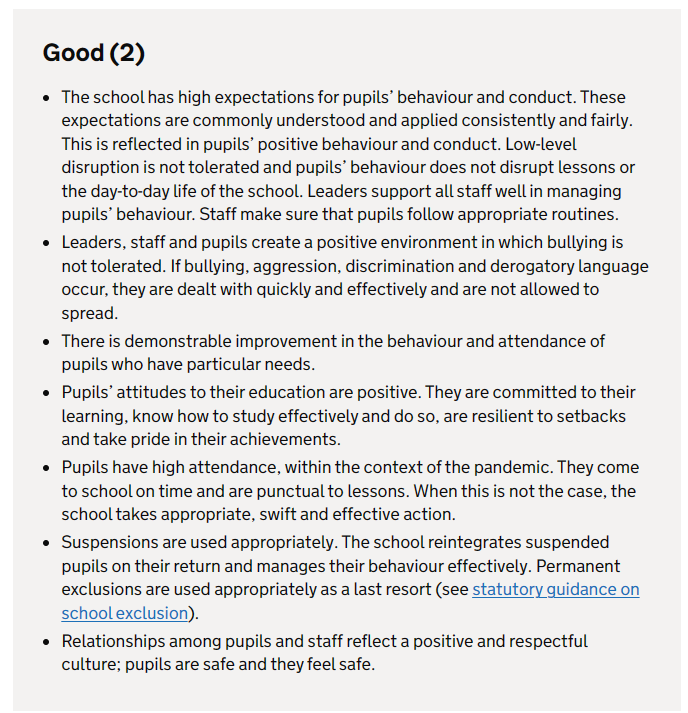 Good (2)
• The school has high expectations for pupils’ behaviour and conduct. These
expectations are commonly understood and applied consistently and fairly.
This is reflected in pupils’ positive behaviour and conduct. Low-level
disruption is not tolerated and pupils’ behaviour does not disrupt lessons or
the day-to-day life of the school. Leaders support all staff well in managing
pupils’ behaviour. Staff make sure that pupils follow appropriate routines.
• Leaders, staff and pupils create a positive environment in which bullying is
not tolerated. If bullying, aggression, discrimination and derogatory language
occur, they are dealt with quickly and effectively and are not allowed to
spread.
• There is demonstrable improvement in the behaviour and attendance of
pupils who have particular needs.
• Pupils’ attitudes to their education are positive. They are committed to their
learning, know how to study effectively and do so, are resilient to setbacks
and take pride in their achievements.
• Pupils have high attendance, within the context of the pandemic. They come
to school on time and are punctual to lessons. When this is not the case, the
school takes appropriate, swift and effective action.
• Suspensions are used appropriately. The school reintegrates suspended
pupils on their return and manages their behaviour effectively. Permanent
exclusions are used appropriately as a last resort (see statutory guidance on
school exclusion).
• Relationships among pupils and staff reflect a positive and respectful
culture; pupils are safe and they feel safe.